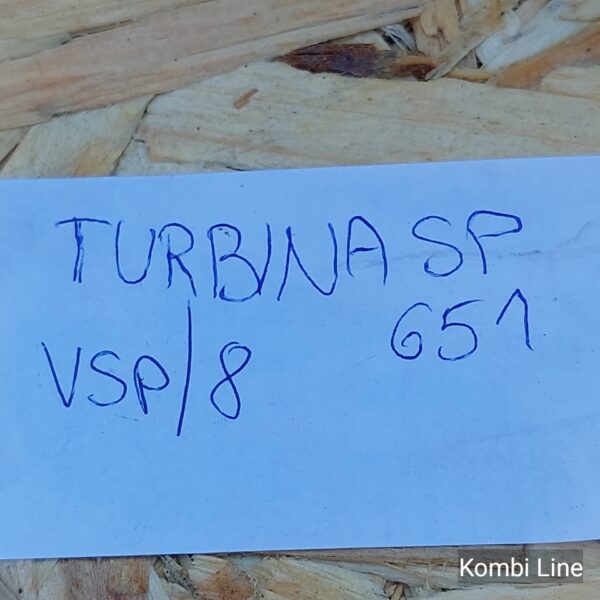 TURBINA SP
651
VSP/8
Kombi Line